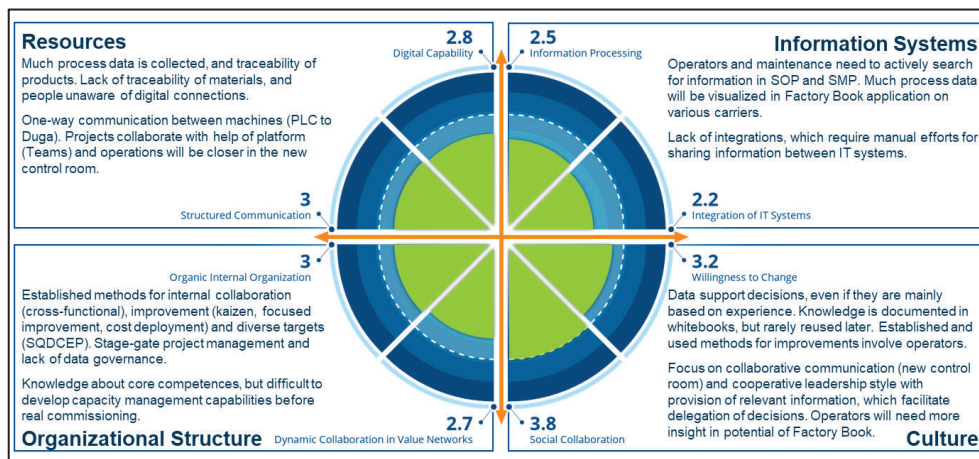 Resources
Much process data is collected, and traceability of
products. Lack of traceability of materials, and
people unaware of digital connections.
One-way communication between machines (PLC to
Duga). Projects collaborate with help of platform
(Teams) and operations will be closer in the new
control room.
2.8
Digital Capability
3
Structured Communication
2.5
Information Processing
Information Systems
Operators and maintenance need to actively search
for information in SOP and SMP. Much process data
will be visualized in Factory Book application on
various carriers.
Lack of integrations, which require manual efforts for
sharing information between IT systems.
2.2
Integration of IT Systems
3
Organic Internal Organization
Established methods for internal collaboration
(cross-functional), improvement (kaizen, focused
improvement, cost deployment) and diverse targets
(SQDCEP). Stage-gate project management and
lack of data governance.
Knowledge about core competences, but difficult to
develop capacity management capabilities before
real commissioning.
Organizational Structure
2.7
Dynamic Collaboration in Value Networks
3.2
Willingness to Change
Data support decisions, even if they are mainly
based on experience. Knowledge is documented in
whitebooks, but rarely reused later. Established and
used methods for improvements involve operators.
Focus on collaborative communication (new control
room) and cooperative leadership style with
provision of relevant information, which facilitate
delegation of decisions. Operators will need more
insight in potential of Factory Book.
3.8
Social Collaboration
Culture